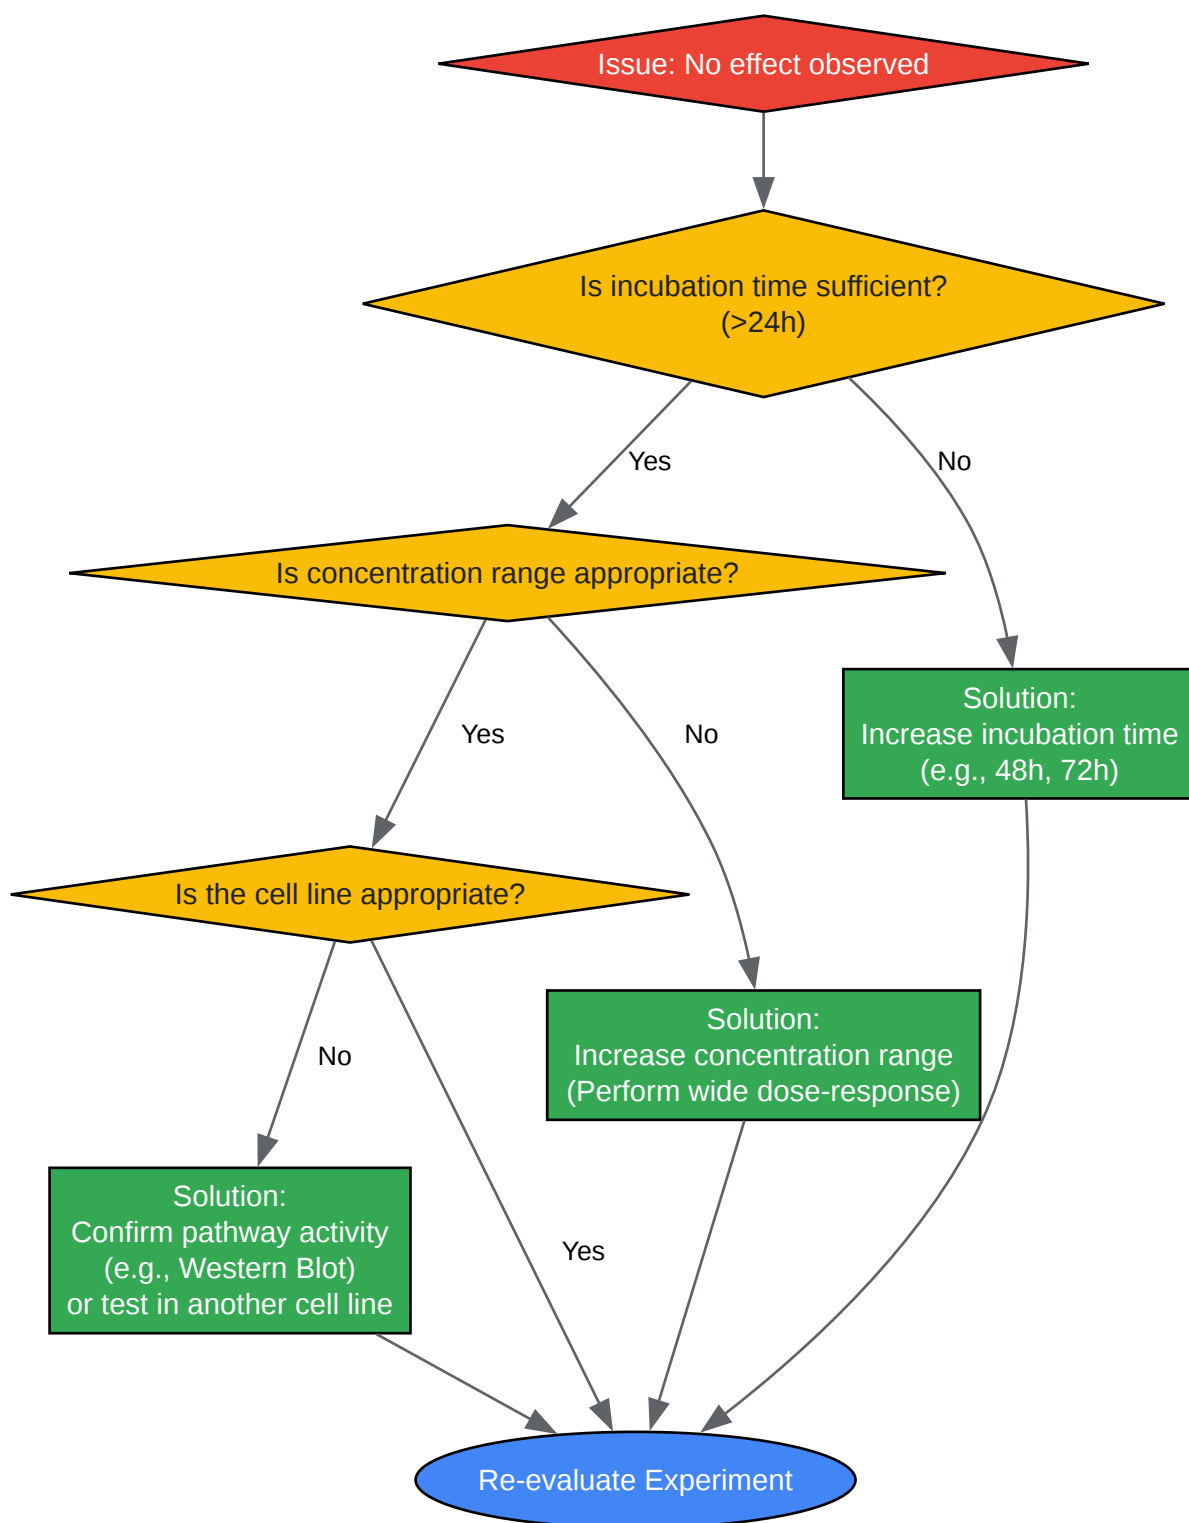 Issue: No effect observed
Is incubation time sufficient?
(>24h)
Yes
No
Is concentration range appropriate?
Solution:
Increase incubation time
(e.g., 48h, 72h)
Yes
No
Is the cell line appropriate?
Solution:
Increase concentration range
(Perform wide dose-response)
No
Solution:
Confirm pathway activity
(e.g., Western Blot)
or test in another cell line
Yes
Re-evaluate Experiment